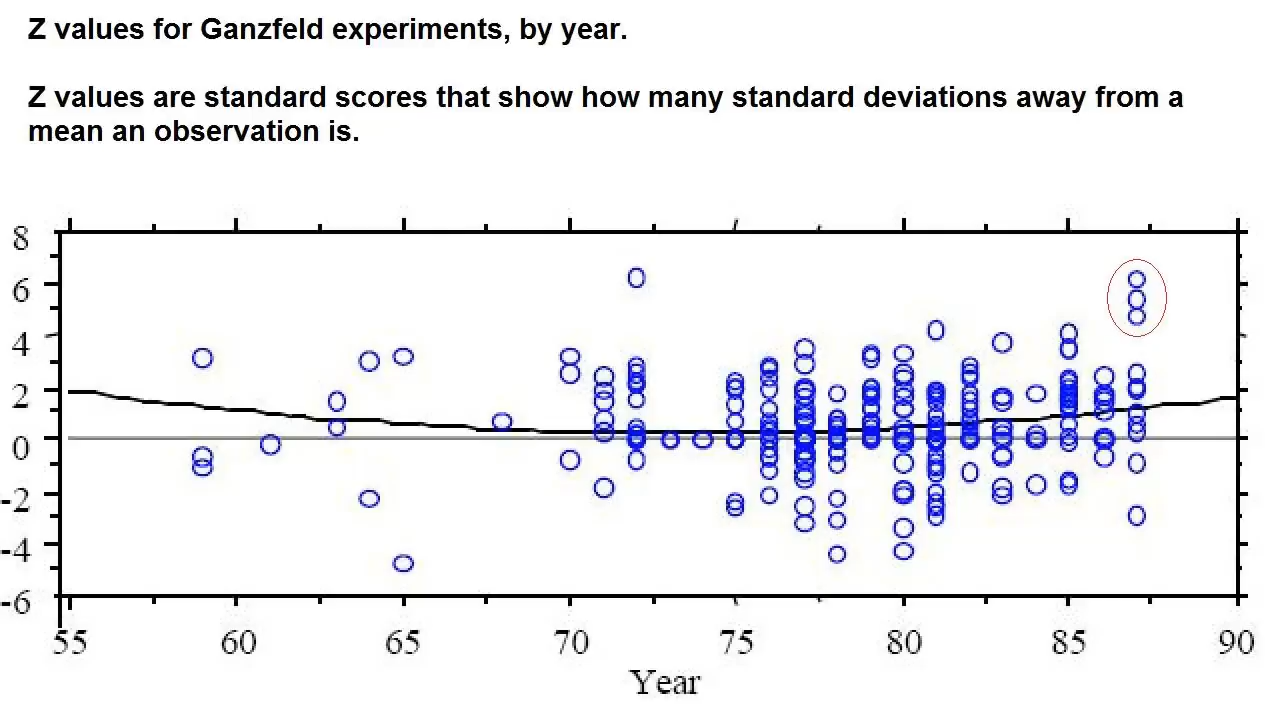 Z values for Ganzfeld experiments, by year.
Z values are standard scores that show how many standard deviations away from a
mean an observation is.
8
6
4
2
0
-2
-4
-6
55 60 65 70 75 80 85 90
Year